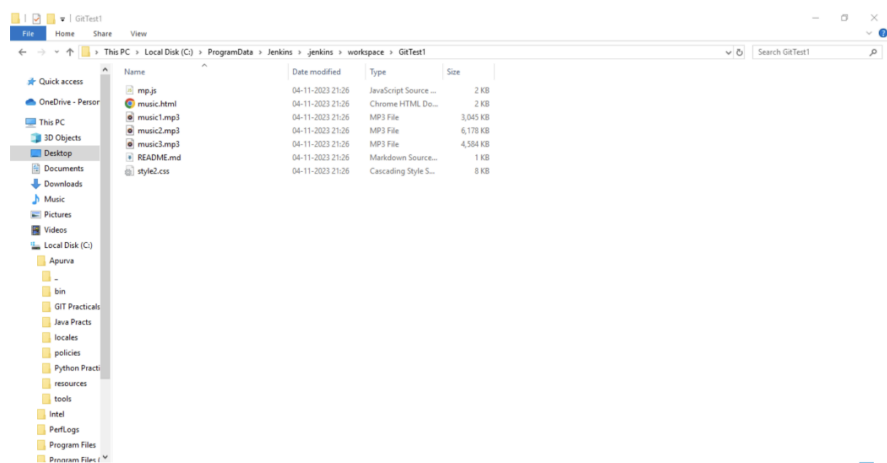 GitTest1
File Home Share View
This PC > Local Disk (C:) > ProgramData > Jenkins > .jenkins > workspace > GitTest1
Search GitTest1
Name Date modified Type Size
mp.js 04-11-2023 21:26 JavaScript Source ... 2 KB
music.html 04-11-2023 21:26 Chrome HTML Do... 2 KB
music1.mp3 04-11-2023 21:26 MP3 File 3,045 KB
music2.mp3 04-11-2023 21:26 MP3 File 6,178 KB
music3.mp3 04-11-2023 21:26 MP3 File 4,584 KB
README.md 04-11-2023 21:26 Markdown Source... 1 KB
style2.css 04-11-2023 21:26 Cascading Style S... 8 KB
Quick access
OneDrive - Person
This PC
3D Objects
Desktop
Documents
Downloads
Music
Pictures
Videos
Local Disk (C:)
Apurva
_
bin
GIT Practicals
Java Practs
locales
policies
Python Practi
resources
tools
Intel
PerfLogs
Program Files
Program Files (